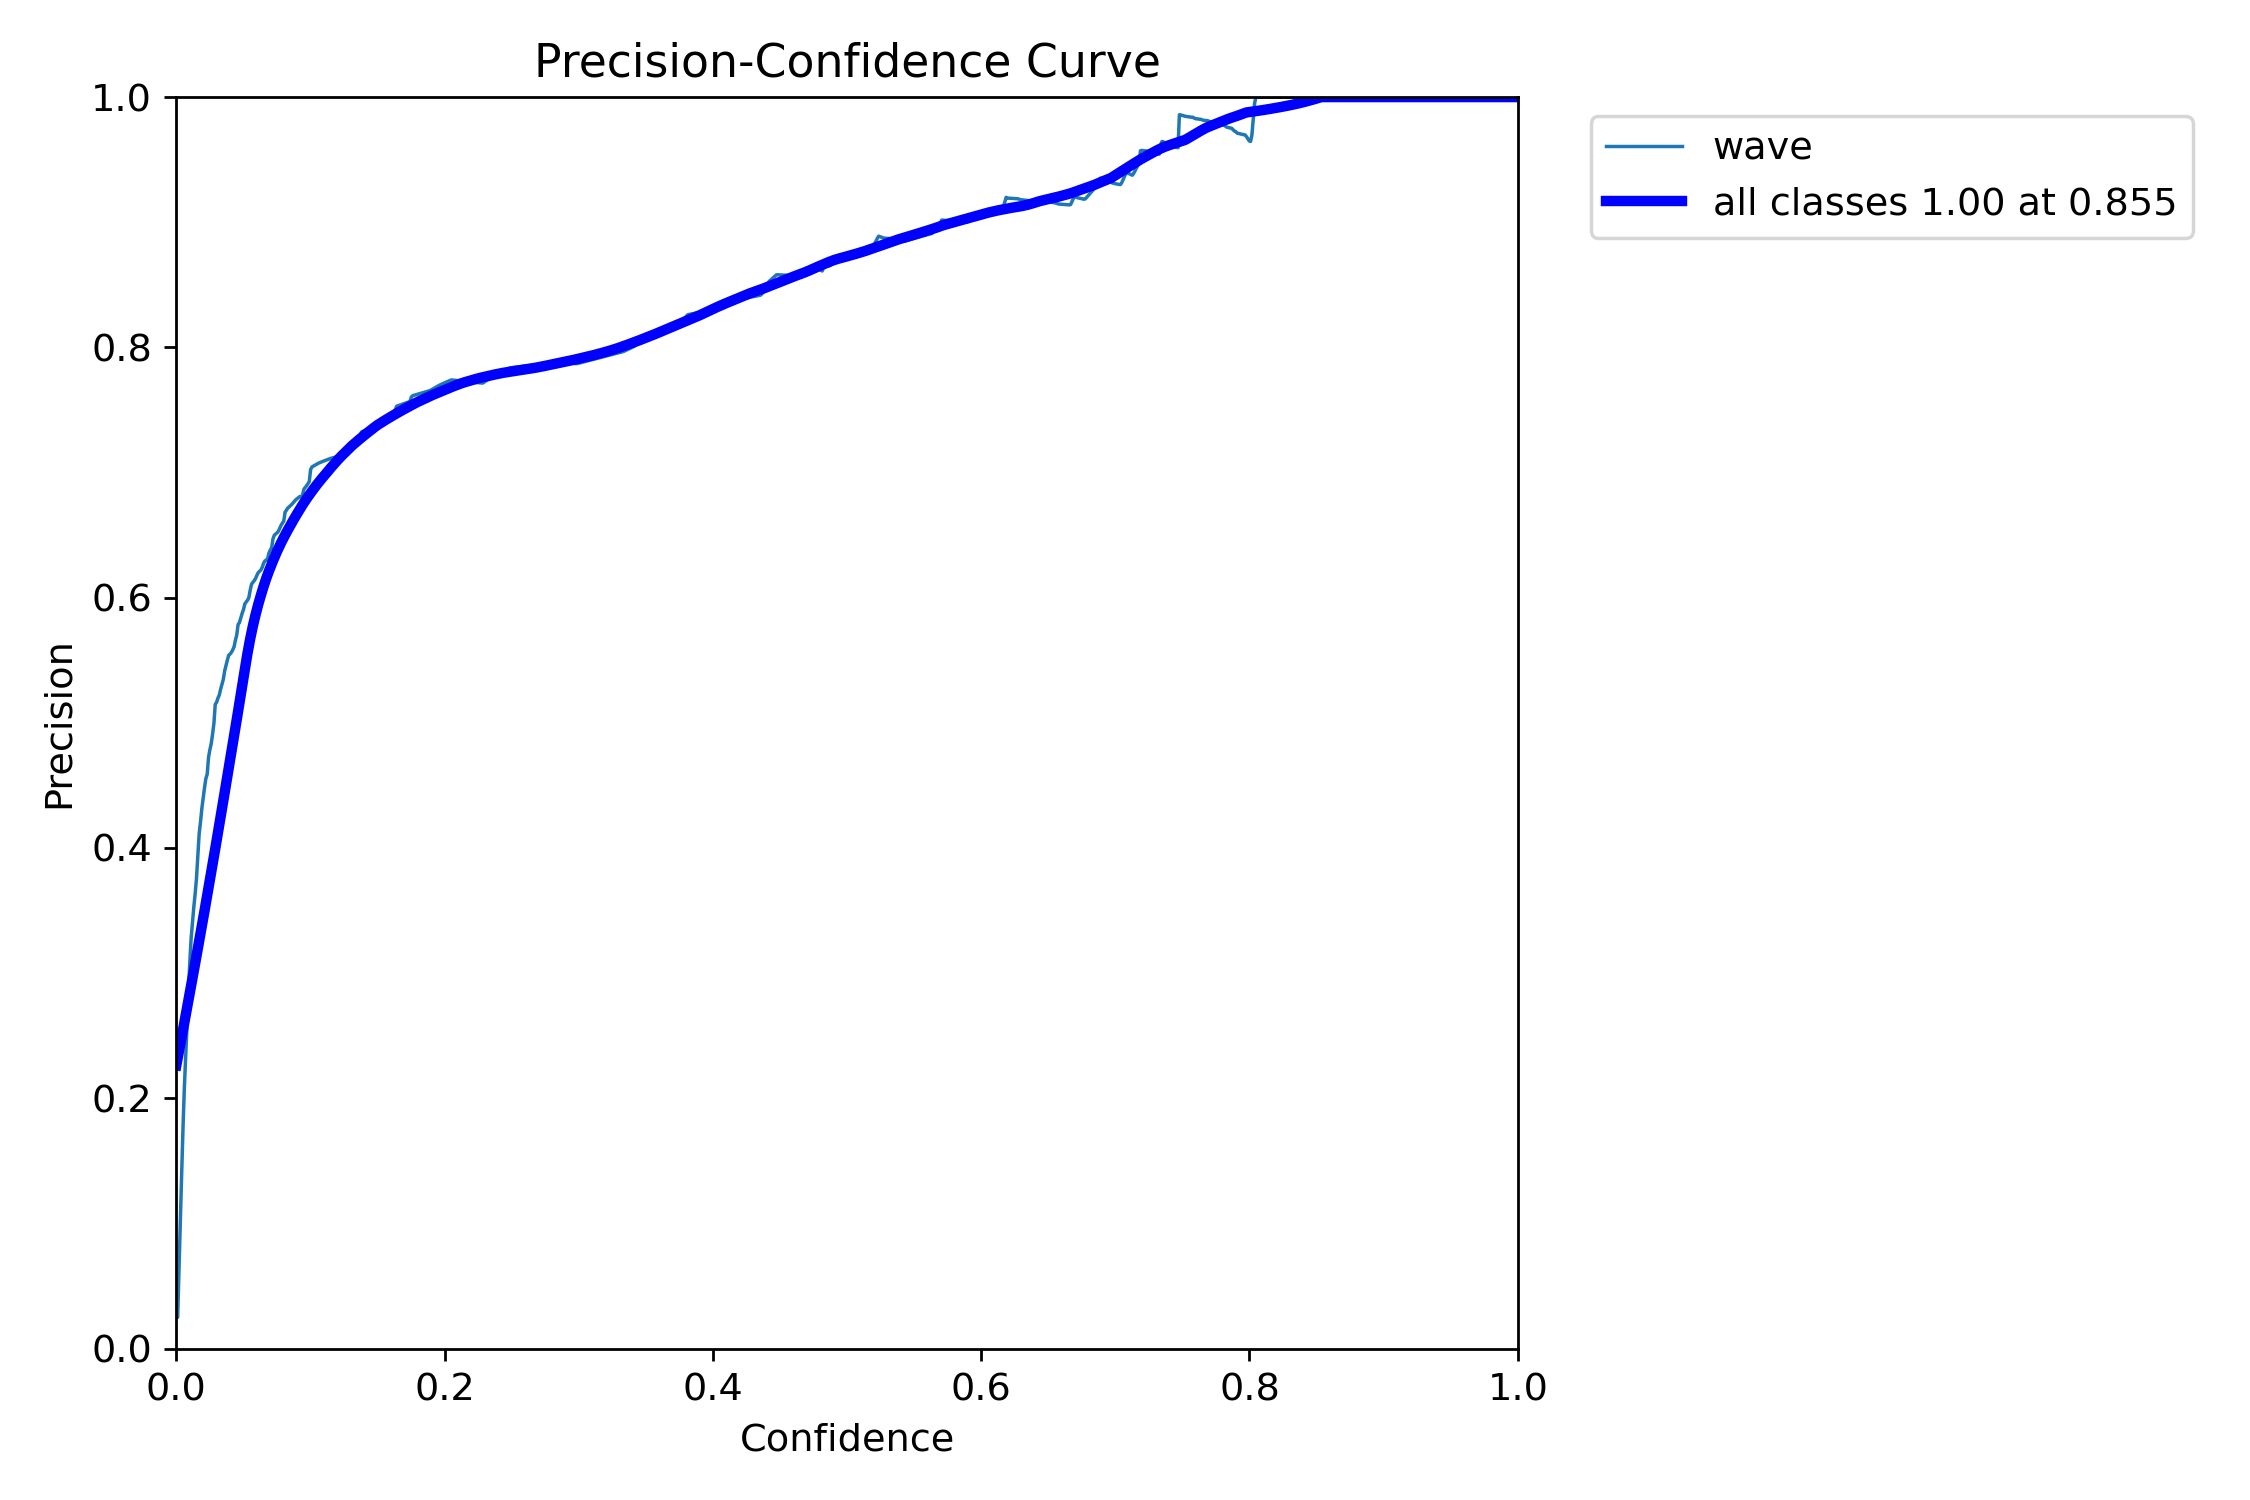 Precision-Confidence Curve
1.0
0.8
0.6
0.4
0.2
0.0
Precision
0.0 0.2 0.4 0.6 0.8 1.0
Confidence
wave
all classes 1.00 at 0.855